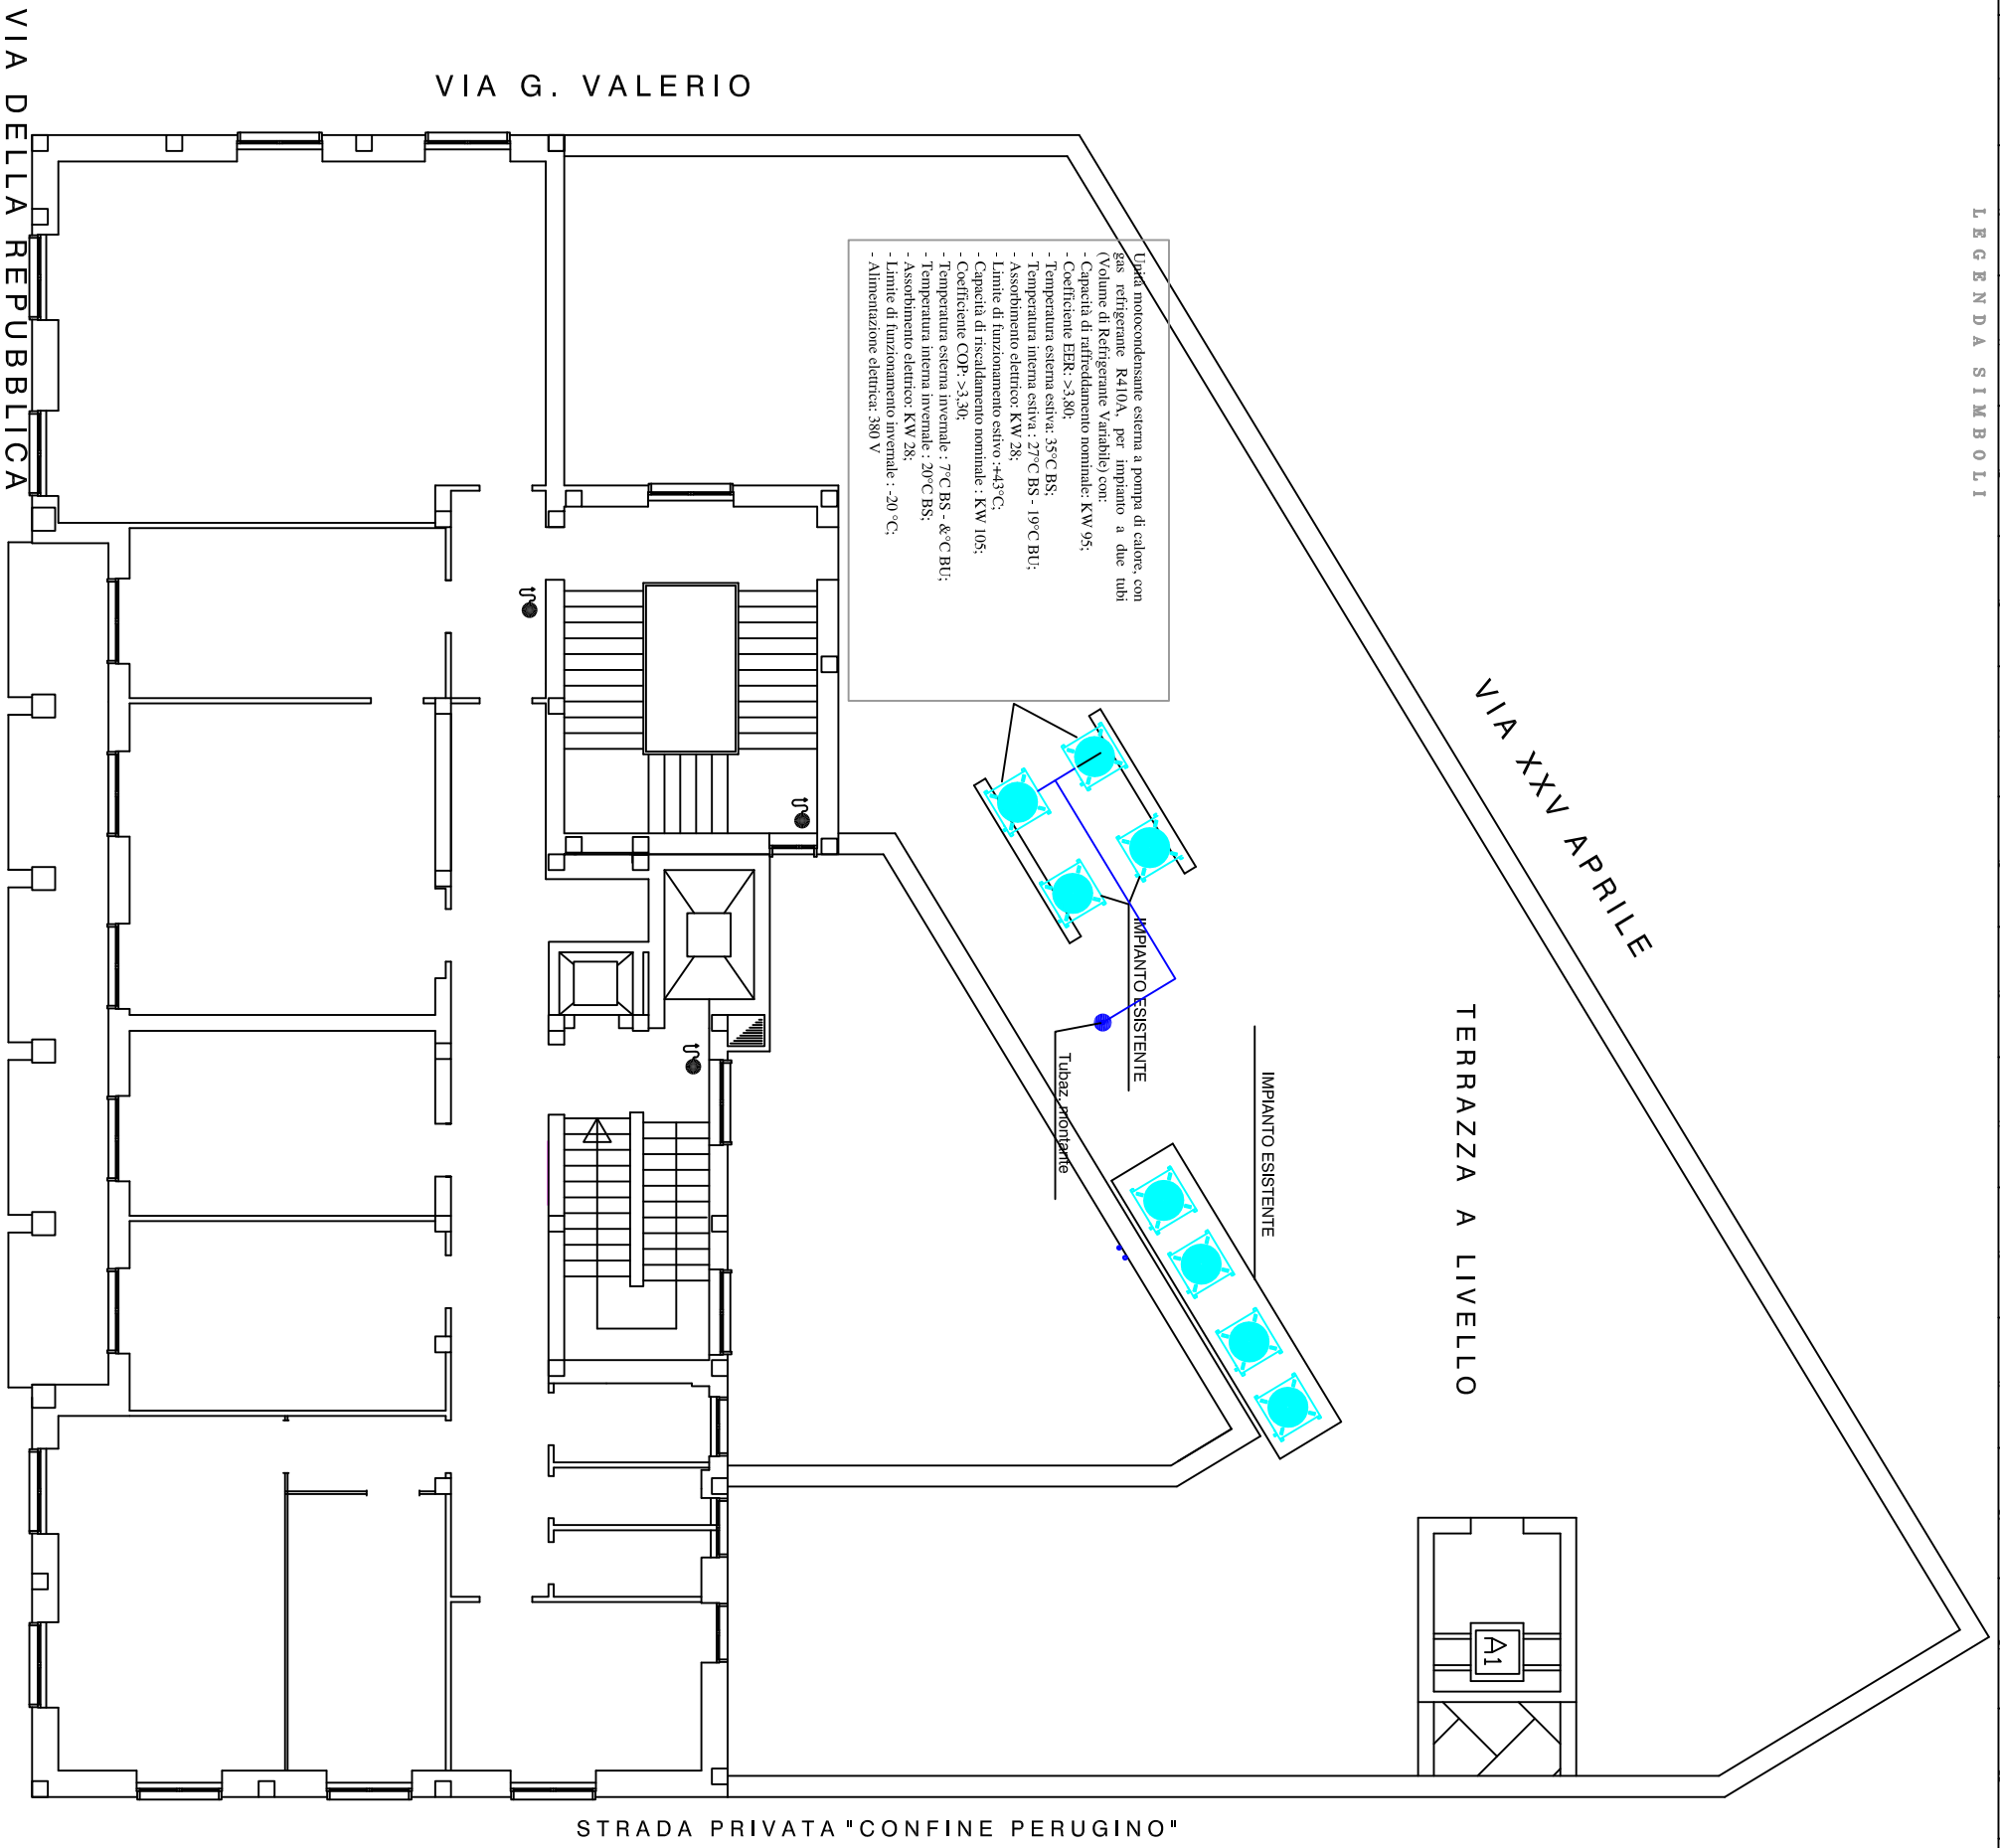 VIA G. VALERIO
VIA DELLA REPUBBLICA
LEGENDA SIMBOLI
Unità motocondensante esterna a pompa di calore, con
gas refrigerante R410A, per impianto a due tubi
(Volume di Refrigerante Variabile) con:
- Capacità di raffreddamento nominale: KW 95;
- Coefficiente EER: >3,80;
- Temperatura esterna estiva: 35°C BS;
- Temperatura interna estiva : 27°C BS - 19°C BU;
- Assorbimento elettrico: KW 28;
- Limite di funzionamento estivo :+43°C;
- Capacità di riscaldamento nominale : KW 105;
- Coefficiente COP: >3,30;
- Temperatura esterna invernale : 7°C BS - &°C BU;
- Temperatura interna invernale : 20°C BS;
- Assorbimento elettrico: KW 28;
- Limite di funzionamento invernale : -20 °C;
- Alimentazione elettrica: 380 V
VIA XXV APRILE
IMPIANTO ESISTENTE
Tubaz. montante
IMPIANTO ESISTENTE
TERRAZZA A LIVELLO
A1
STRADA PRIVATA "CONFINE PERUGINO"